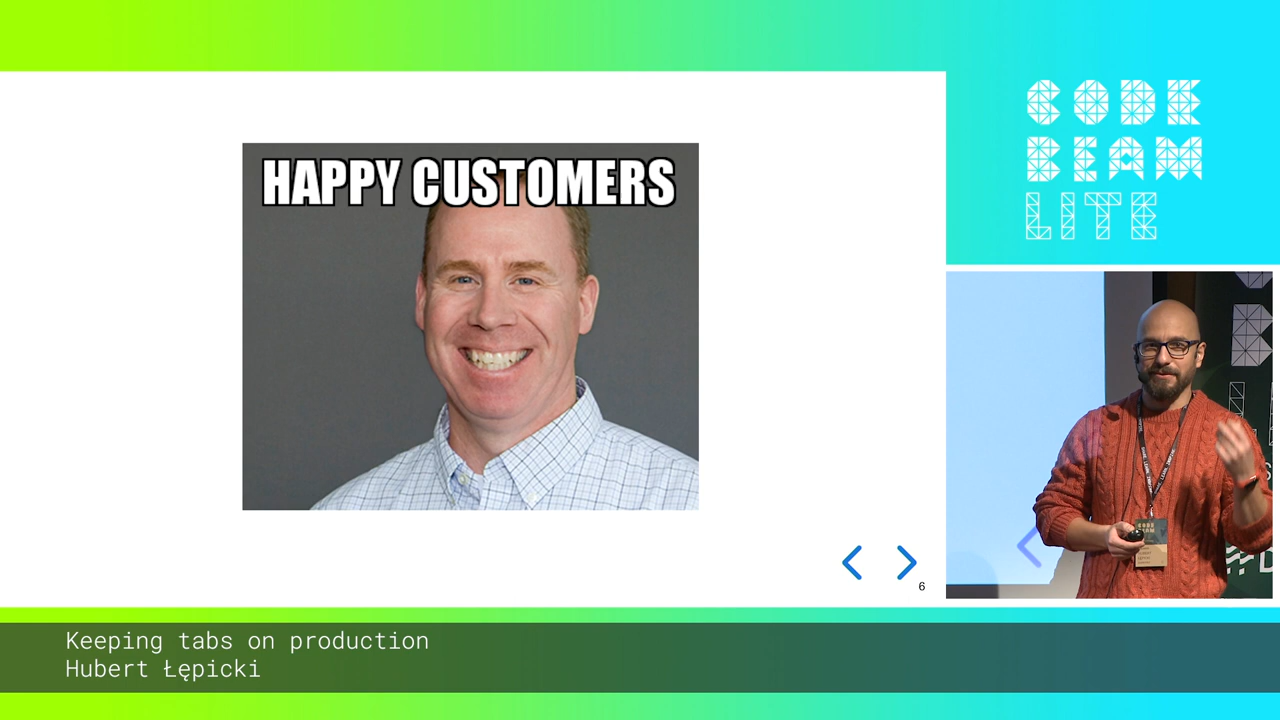 HAPPY CUSTOMERS
6
CODE
BEAM
LITE
Keeping tabs on production
Hubert Łępicki